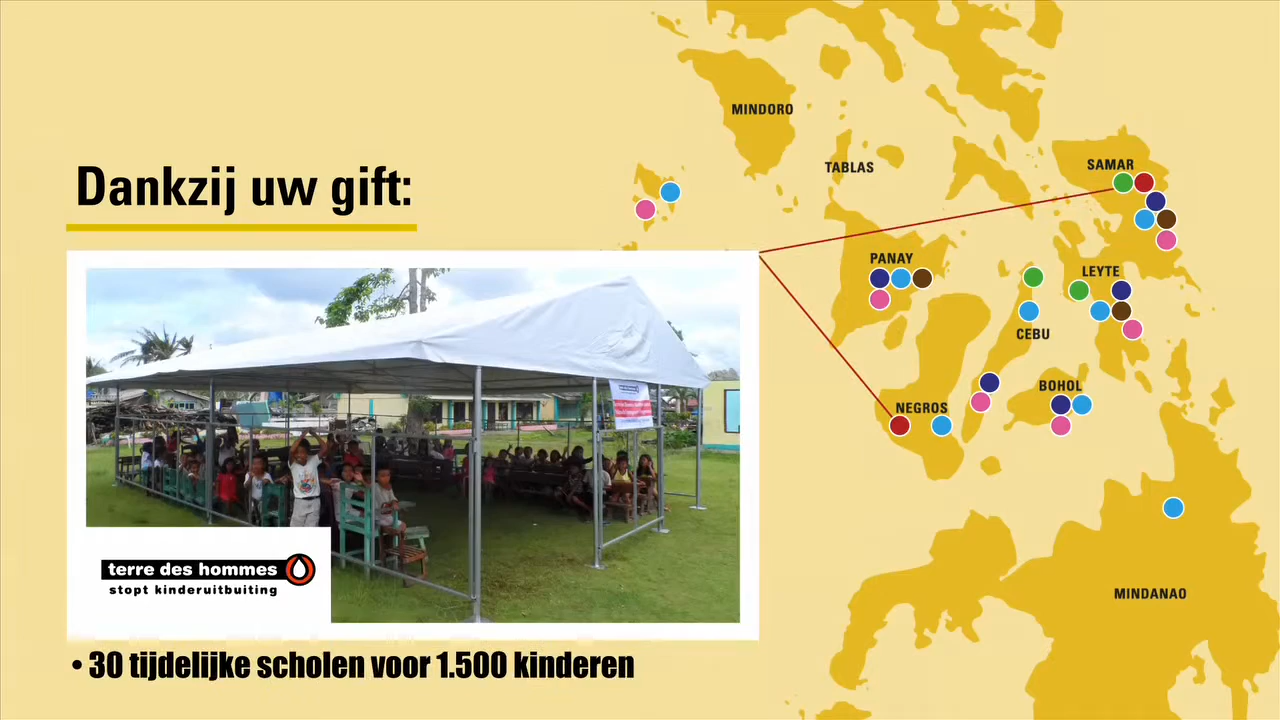 Dankzij uw gift:
terre des hommes
stopt kinderuitbuiting
• 30 tijdelijke scholen voor 1.500 kinderen
MINDORO
TABLAS
SAMAR
PANAY
LEYTE
CEBU
BOHOL
NEGROS
MINDANAO